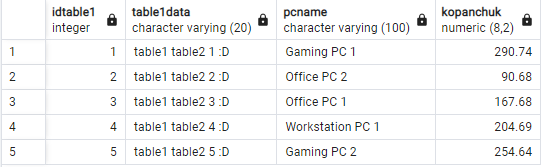 idtable1 table1data pcname kopanchuk
integer character varying (20) character varying (100) numeric (8,2)
1 1 table1 table2 1 :D Gaming PC 1 290.74
2 2 table1 table2 2 :D Office PC 2 90.68
3 3 table1 table2 3 :D Office PC 1 167.68
4 4 table1 table2 4 :D Workstation PC 1 204.69
5 5 table1 table2 5 :D Gaming PC 2 254.64